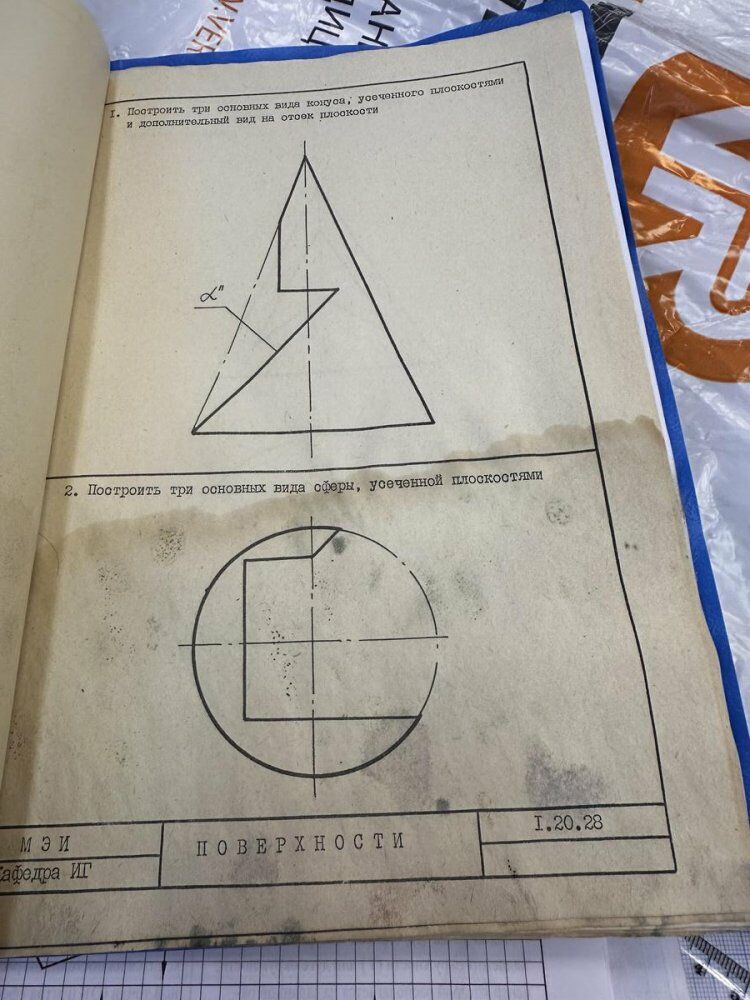 1. Построить три основных вида конуса, усеченного плоскостями
и дополнительный вид на отсек плоскости
α"
2. Построить три основных вида сферы, усеченной плоскостями
МЭИ
Кафедра ИГ
ПОВЕРХНОСТИ
1.20.28